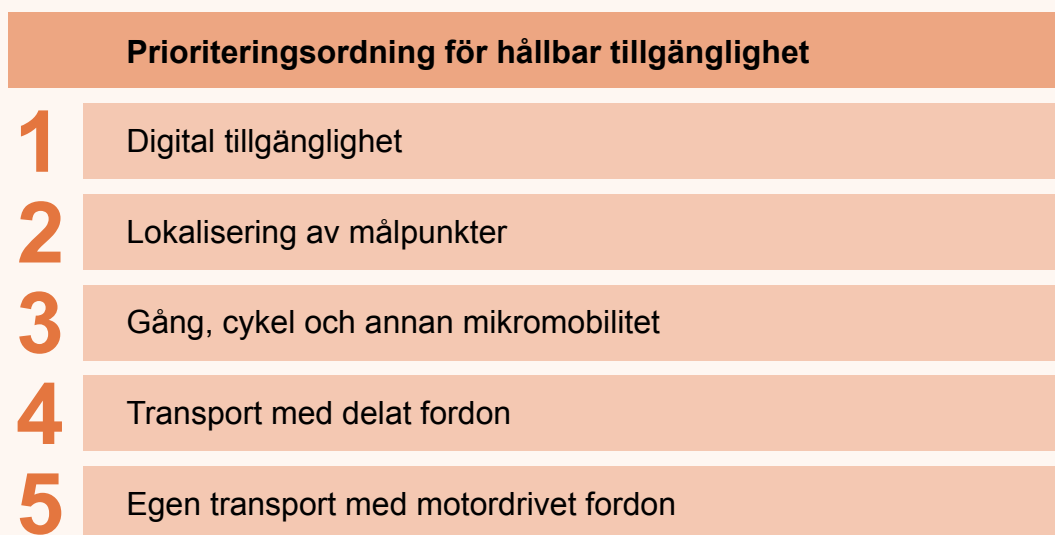 Prioriteringsordning för hållbar tillgänglighet
1 Digital tillgänglighet
2 Lokalisering av målpunkter
3 Gång, cykel och annan mikromobilitet
4 Transport med delat fordon
5 Egen transport med motordrivet fordon